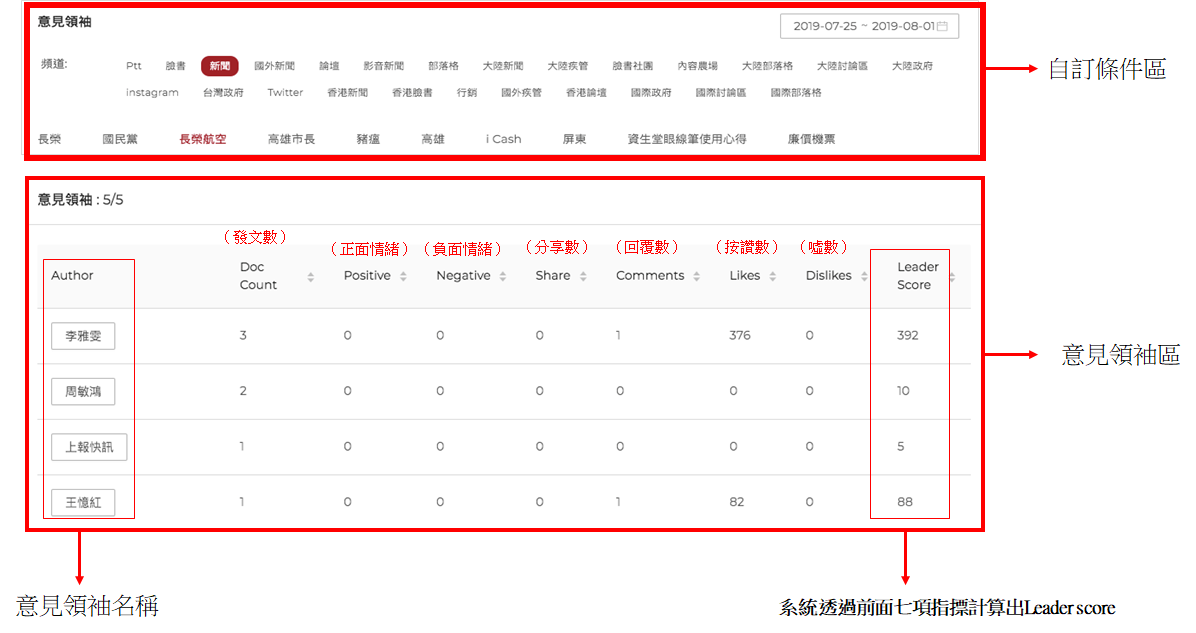 意見領袖
2019-07-25 ~ 2019-08-01
自訂條件區
頻道:
Ptt 臉書 新聞 國外新聞 論壇 影音新聞 部落格 大陸新聞 大陸疾管 臉書社團 內容農場 大陸部落格 大陸討論區 大陸政府
instagram 台灣政府 Twitter 香港新聞 香港臉書 行銷 國外疾管 香港論壇 國際政府 國際討論區 國際部落格
長榮 國民黨 長榮航空 高雄市長 豬瘟 高雄 i Cash 屏東 資生堂眼線筆使用心得 廉價機票
意見領袖 : 5/5
（發文數） （正面情緒） （負面情緒） （分享數） （回覆數） （按讚數） （噓數）
Author Doc Count Positive Negative Share Comments Likes Dislikes Leader Score
李雅雯 3 0 0 0 1 376 0 392
意見領袖區
周敏鴻 2 0 0 0 0 0 0 10
上報快訊 1 0 0 0 0 0 0 5
王憶紅 1 0 0 0 1 82 0 88
意見領袖名稱
系統透過前面七項指標計算出Leader score